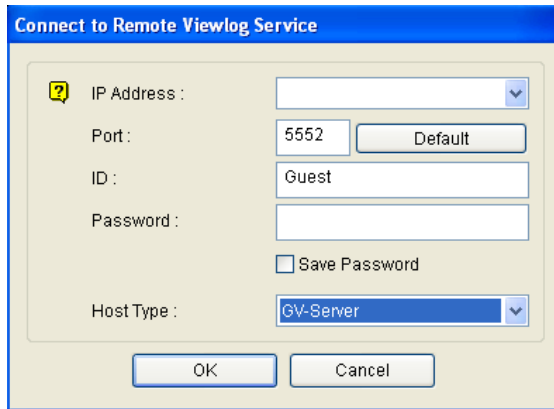 Connect to Remote Viewlog Service
? IP Address :
Port : 5552 Default
ID : Guest
Password :
Save Password
Host Type : GV-Server
OK Cancel